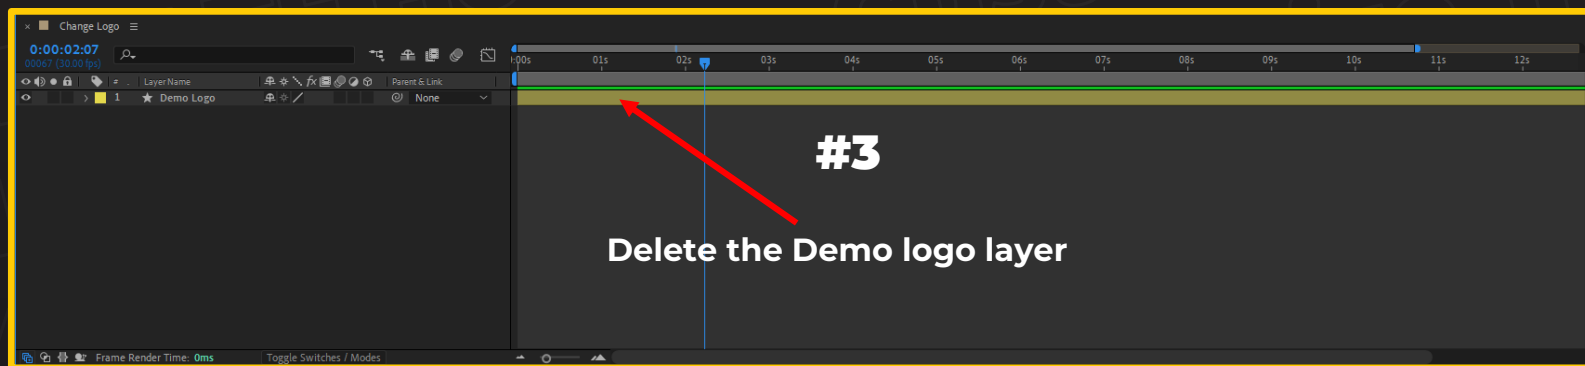 Change Logo
0:00:02:07
00067 (30.00 fps)
:00s 01s 02s 03s 04s 05s 06s 07s 08s 09s 10s 11s 12s
# . Layer Name fx Parent & Link
1 Demo Logo None
#3
Delete the Demo logo layer
Frame Render Time: 0ms Toggle Switches / Modes